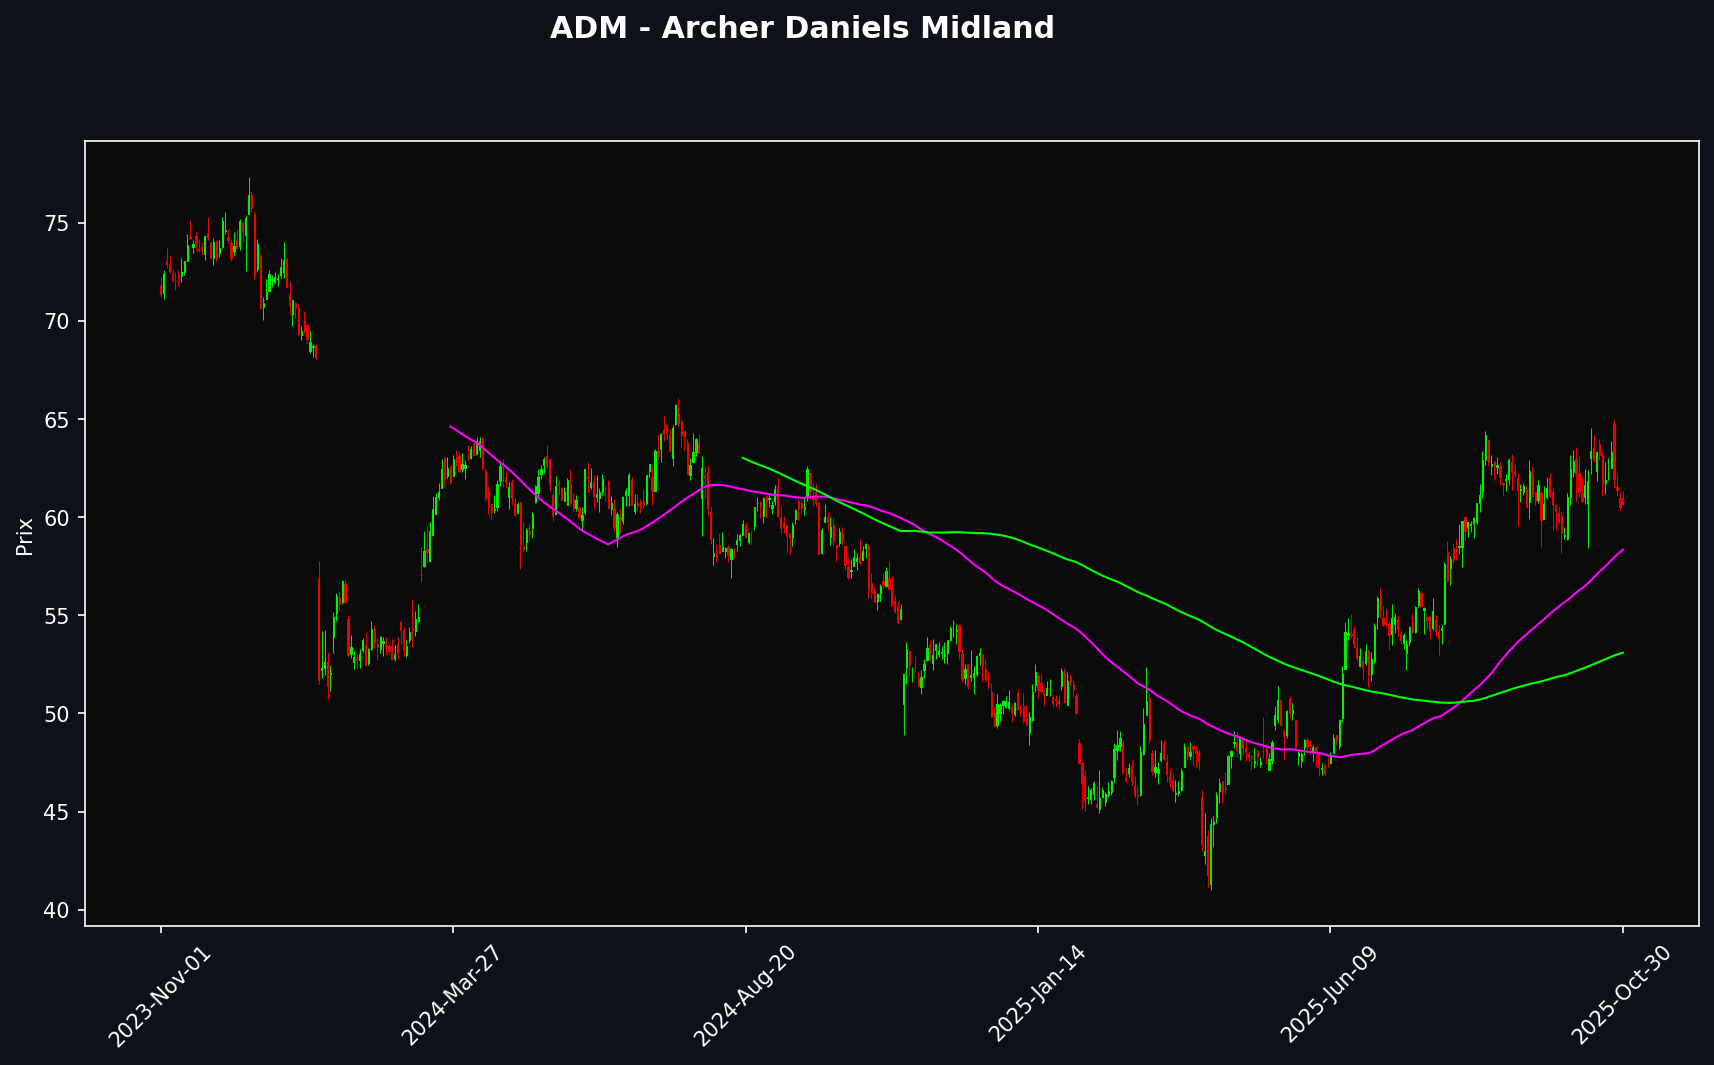 ADM - Archer Daniels Midland
Prix
75
70
65
60
55
50
45
40
2023-Nov-01
2024-Mar-27
2024-Aug-20
2025-Jan-14
2025-Jun-09
2025-Oct-30